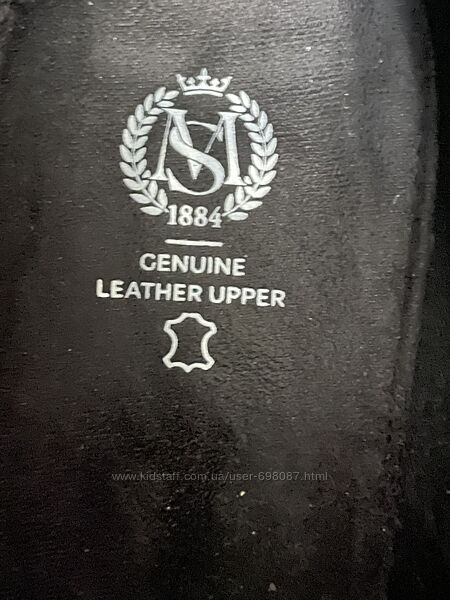 MS
1884
GENUINE
LEATHER UPPER
www.kidstaff.com.ua/user-698087.html